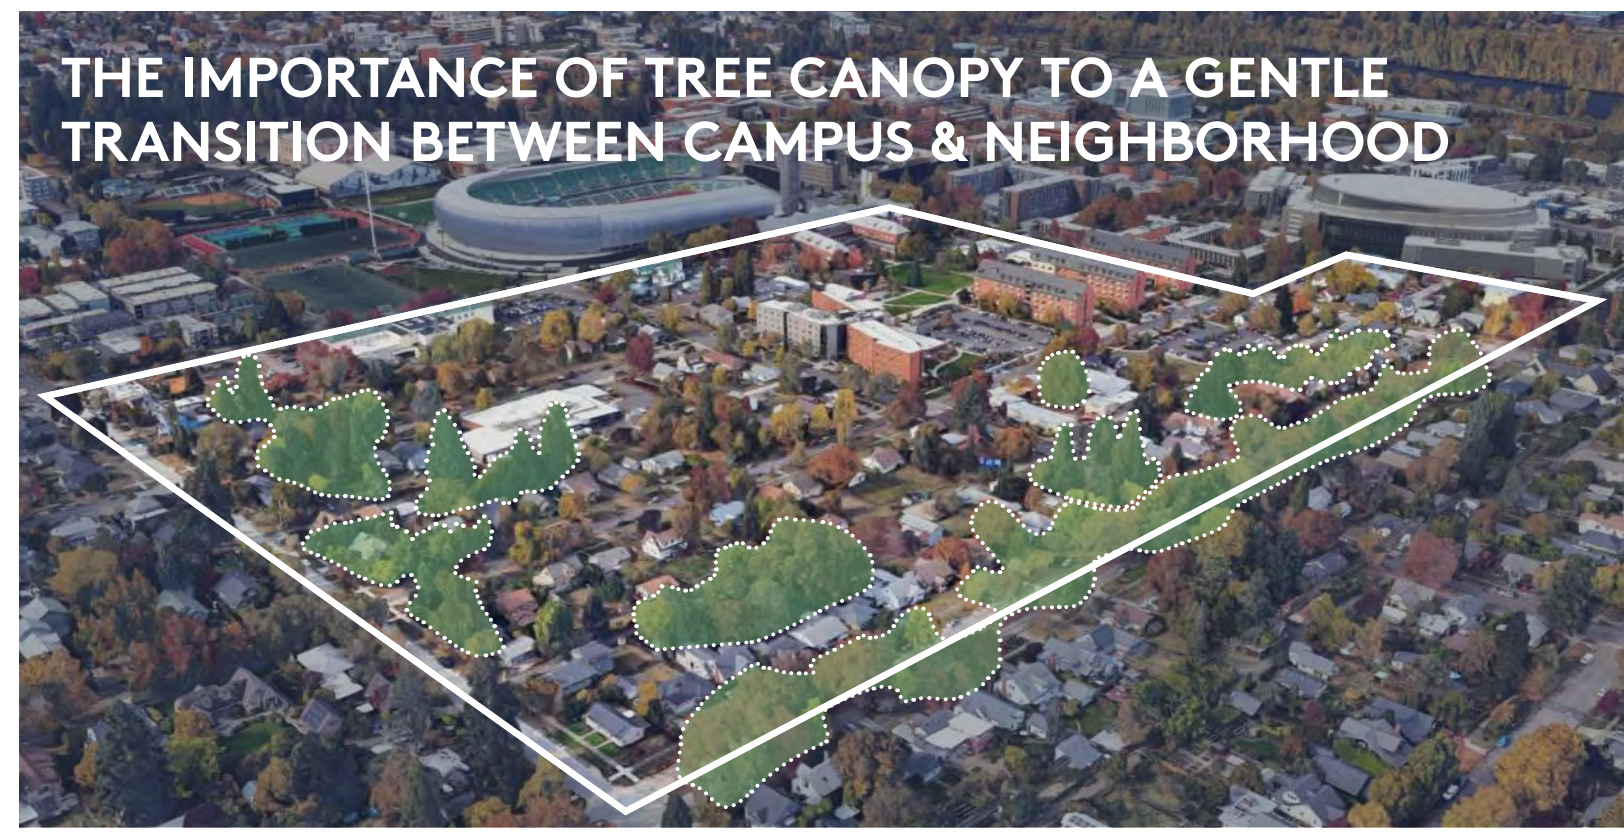 THE IMPORTANCE OF TREE CANOPY TO A GENTLE
TRANSITION BETWEEN CAMPUS & NEIGHBORHOOD